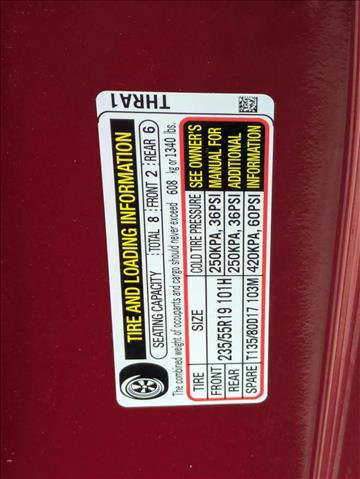 THRA1
TIRE AND LOADING INFORMATION
SEATING CAPACITY TOTAL 8 FRONT 2 REAR 6
The combined weight of occupants and cargo should never exceed 608 kg or 1340 lbs.
TIRE SIZE COLD TIRE PRESSURE
FRONT 235/55R19 101H 250KPA, 36PSI
REAR 235/55R19 101H 250KPA, 36PSI
SPARE T135/80D17 103M 420KPA, 60PSI
SEE OWNER'S
MANUAL FOR
ADDITIONAL
INFORMATION